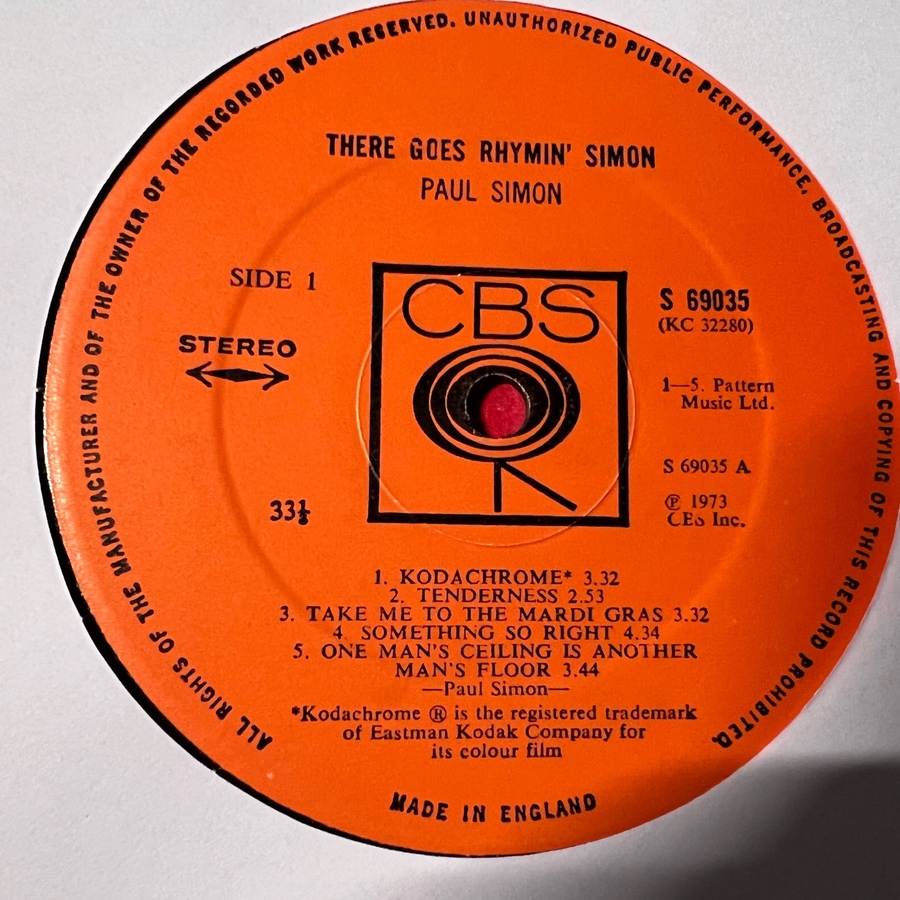 ALL RIGHTS OF THE MANUFACTURER AND OF THE OWNER OF THE RECORDED WORK RESERVED. UNAUTHORIZED PUBLIC PERFORMANCE, BROADCASTING AND COPYING OF THIS RECORD PROHIBITED.
THERE GOES RHYMIN' SIMON
PAUL SIMON
SIDE 1
STEREO
33⅓
CBS
S 69035
(KC 32280)
1—5. Pattern
Music Ltd.
S 69035 A
℗ 1973
CBS Inc.
1. KODACHROME* 3.32
2. TENDERNESS 2.53
3. TAKE ME TO THE MARDI GRAS 3.32
4. SOMETHING SO RIGHT 4.34
5. ONE MAN'S CEILING IS ANOTHER
MAN'S FLOOR 3.44
—Paul Simon—
*Kodachrome ® is the registered trademark
of Eastman Kodak Company for
its colour film
MADE IN ENGLAND